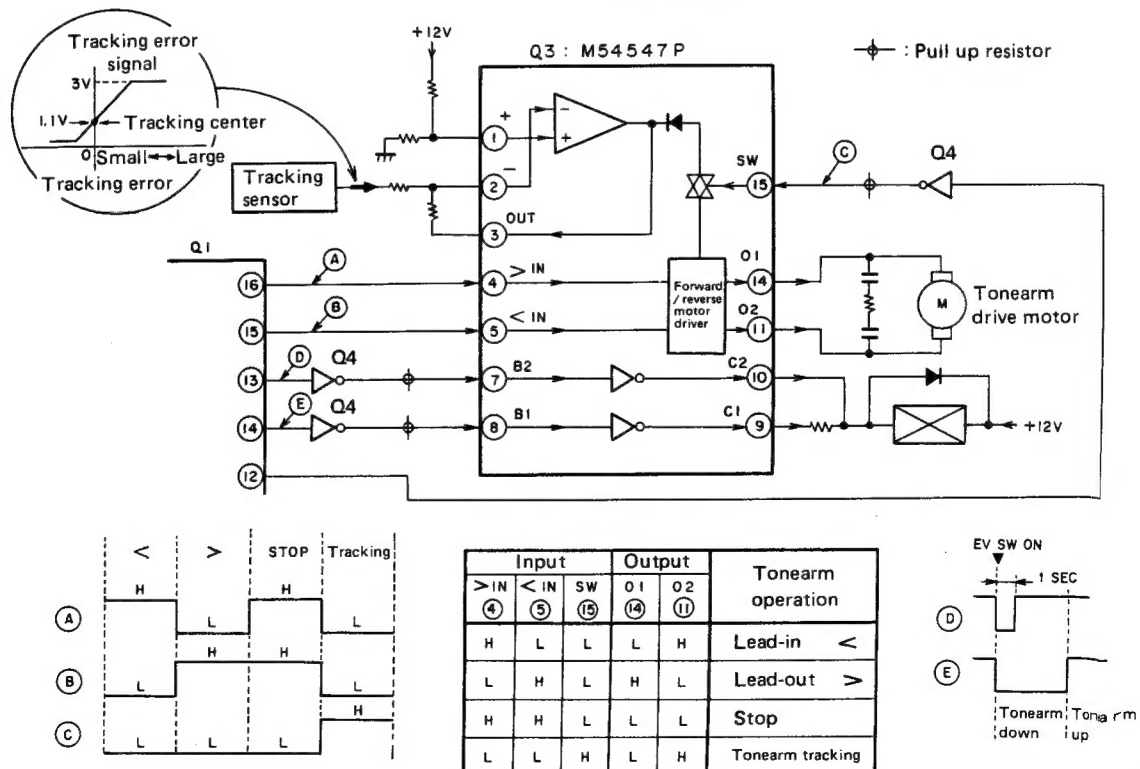 Tracking error
signal
3V
1.1V
Tracking center
0 Small Large
Tracking error
+12V
Q3 : M54547P
: Pull up resistor
Tracking
sensor
1 +
2 −
3 OUT
− +
SW
15
C
Q4
Q1
16
A
4 > IN
Forward
/ reverse
motor
driver
O1
14
15
B
5 < IN
O2
11
M
Tonearm
drive motor
13
D
Q4
7 B2
C2
10
14
E
Q4
8 B1
C1
9
+12V
12
< > STOP Tracking
A H L H L
B L H H L
C L L L H
Input Output Tonearm
operation
>IN <IN SW O1 O2
4 5 15 14 11
H L L L H Lead-in <
L H L H L Lead-out >
H H L L L Stop
L L H L H Tonearm tracking
EV SW ON
1 SEC
D
E
Tonearm
down
Tonearm
up